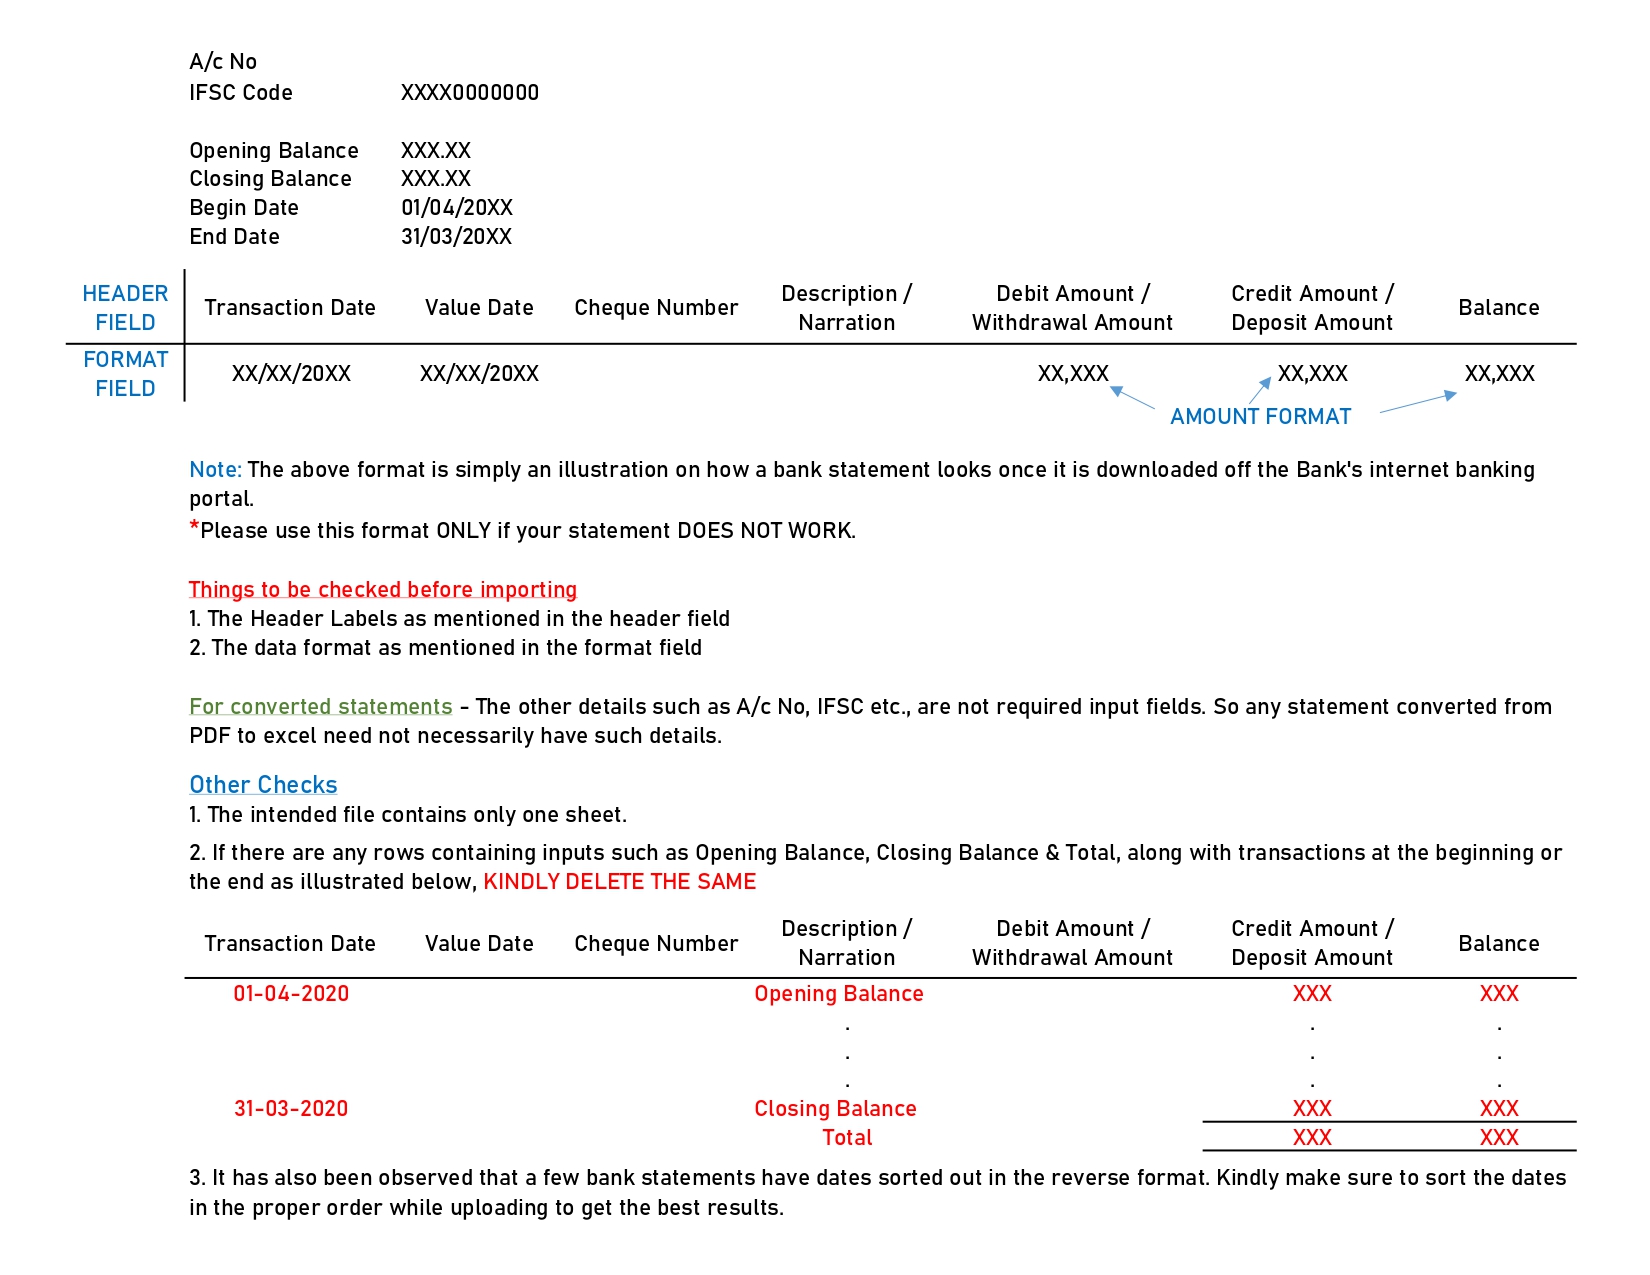 A/c No
IFSC Code XXXX0000000
Opening Balance XXX.XX
Closing Balance XXX.XX
Begin Date 01/04/20XX
End Date 31/03/20XX
HEADER FIELD Transaction Date Value Date Cheque Number Description / Narration Debit Amount / Withdrawal Amount Credit Amount / Deposit Amount Balance
FORMAT FIELD XX/XX/20XX XX/XX/20XX XX,XXX XX,XXX XX,XXX
AMOUNT FORMAT
Note: The above format is simply an illustration on how a bank statement looks once it is downloaded off the Bank's internet banking
portal.
*Please use this format ONLY if your statement DOES NOT WORK.
Things to be checked before importing
1. The Header Labels as mentioned in the header field
2. The data format as mentioned in the format field
For converted statements - The other details such as A/c No, IFSC etc., are not required input fields. So any statement converted from
PDF to excel need not necessarily have such details.
Other Checks
1. The intended file contains only one sheet.
2. If there are any rows containing inputs such as Opening Balance, Closing Balance & Total, along with transactions at the beginning or
the end as illustrated below, KINDLY DELETE THE SAME
Transaction Date Value Date Cheque Number Description / Narration Debit Amount / Withdrawal Amount Credit Amount / Deposit Amount Balance
01-04-2020 Opening Balance XXX XXX
. . .
. . .
. . .
31-03-2020 Closing Balance XXX XXX
Total XXX XXX
3. It has also been observed that a few bank statements have dates sorted out in the reverse format. Kindly make sure to sort the dates
in the proper order while uploading to get the best results.